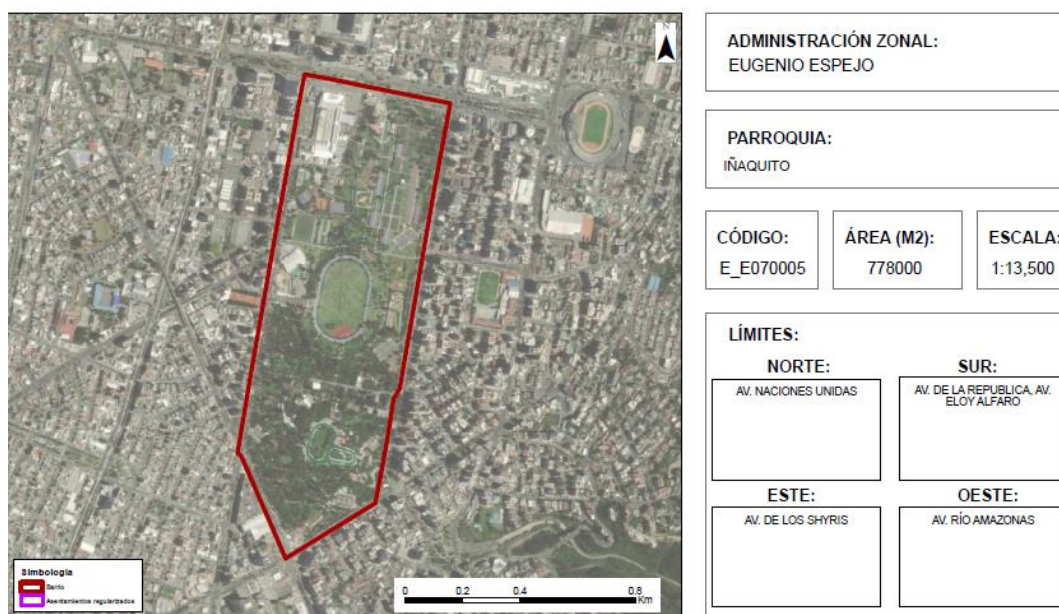 N
ADMINISTRACIÓN ZONAL:
EUGENIO ESPEJO
PARROQUIA:
IÑAQUITO
CÓDIGO:
E_E070005
ÁREA (M2):
778000
ESCALA:
1:13,500
LÍMITES:
NORTE:
AV. NACIONES UNIDAS
SUR:
AV. DE LA REPUBLICA, AV.
ELOY ALFARO
ESTE:
AV. DE LOS SHYRIS
OESTE:
AV. RÍO AMAZONAS
Simbología
Barrio
Asentamientos regularizados
0 0.2 0.4 0.8
Km